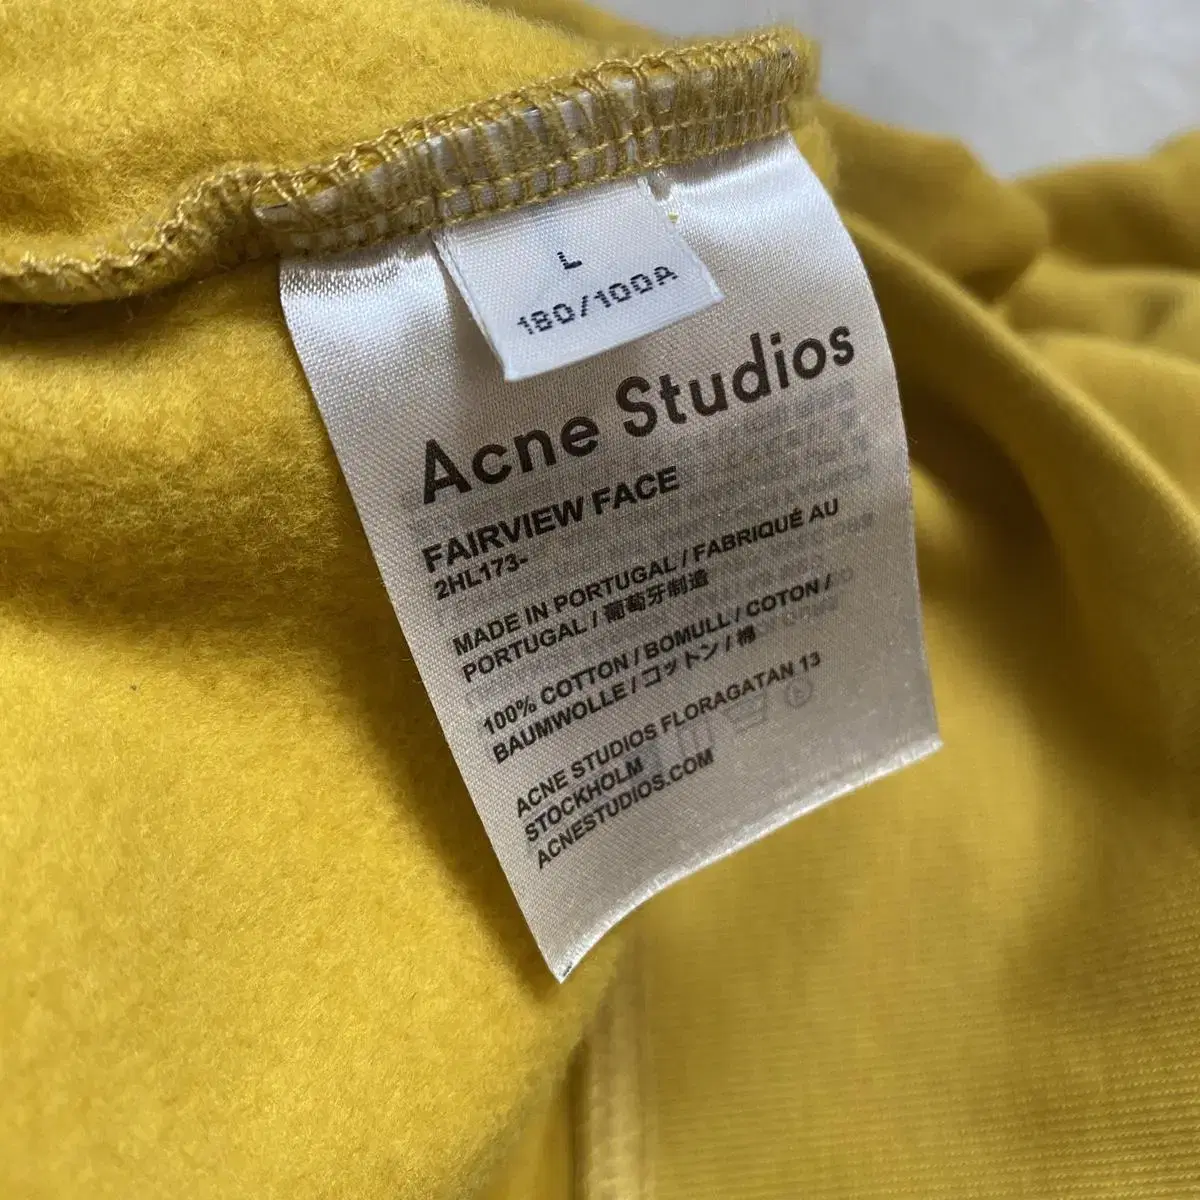 L
180/100A
Acne Studios
FAIRVIEW FACE
2HL173-
MADE IN PORTUGAL / FABRIQUÉ AU
PORTUGAL / 葡萄牙制造
100% COTTON / BOMULL / COTON /
BAUMWOLLE / コットン / 棉
ACNE STUDIOS FLORAGATAN 13
STOCKHOLM
ACNESTUDIOS.COM